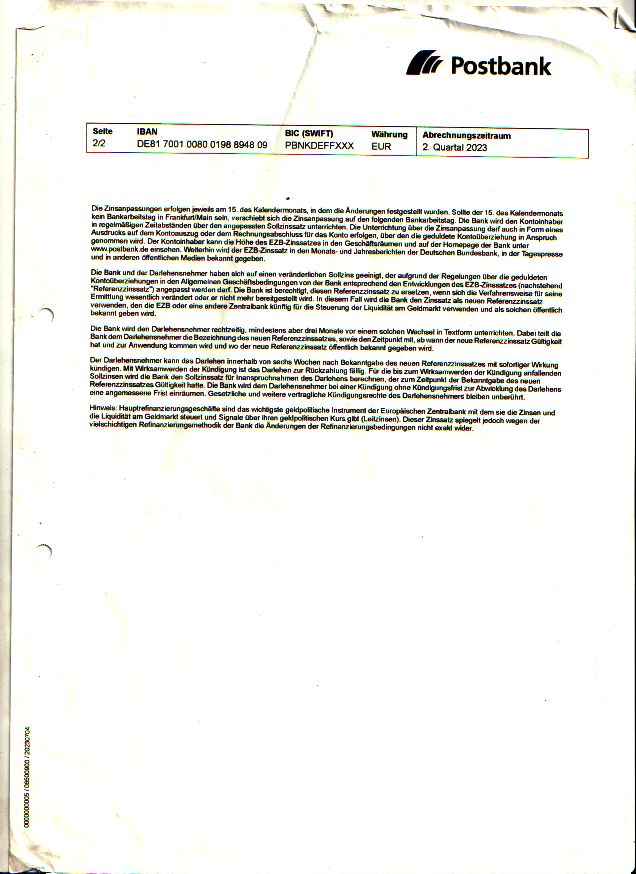 Postbank
Seite IBAN BIC (SWIFT) Währung Abrechnungszeitraum
2/2 DE81 7001 0080 0198 8948 09 PBNKDEFFXXX EUR 2. Quartal 2023
Die Zinsanpassungen erfolgen jeweils am 15. des Kalendermonats, in dem die Änderungen festgestellt wurden. Sollte der 15. des Kalendermonats
kein Bankarbeitstag in Frankfurt/Main sein, verschiebt sich die Zinsanpassung auf den folgenden Bankarbeitstag. Die Bank wird den Kontoinhaber
in regelmäßigen Zeitabständen über den angepassten Sollzinssatz unterrichten. Die Unterrichtung über die Zinsanpassung darf auch in Form eines
Ausdrucks auf dem Kontoauszug oder dem Rechnungsabschluss für das Konto erfolgen, über den die geduldete Kontoüberziehung in Anspruch
genommen wird. Der Kontoinhaber kann die Höhe des EZB-Zinssatzes in den Geschäftsräumen und auf der Homepage der Bank unter
www.postbank.de einsehen. Weiterhin wird der EZB-Zinssatz in den Monats- und Jahresberichten der Deutschen Bundesbank, in der Tagespresse
und in anderen öffentlichen Medien bekannt gegeben.
Die Bank und der Darlehensnehmer haben sich auf einen veränderlichen Sollzins geeinigt, der aufgrund der Regelungen über die geduldeten
Kontoüberziehungen in den Allgemeinen Geschäftsbedingungen von der Bank entsprechend den Entwicklungen des EZB-Zinssatzes (nachstehend
"Referenzzinssatz") angepasst werden darf. Die Bank ist berechtigt, diesen Referenzzinssatz zu ersetzen, wenn sich die Verfahrensweise für seine
Ermittlung wesentlich verändert oder er nicht mehr bereitgestellt wird. In diesem Fall wird die Bank den Zinssatz als neuen Referenzzinssatz
verwenden, den die EZB oder eine andere Zentralbank künftig für die Steuerung der Liquidität am Geldmarkt verwenden und als solchen öffentlich
bekannt geben wird.
Die Bank wird den Darlehensnehmer rechtzeitig, mindestens aber drei Monate vor einem solchen Wechsel in Textform unterrichten. Dabei teilt die
Bank dem Darlehensnehmer die Bezeichnung des neuen Referenzzinssatzes, sowie den Zeitpunkt mit, ab wann der neue Referenzzinssatz Gültigkeit
hat und zur Anwendung kommen wird und wo der neue Referenzzinssatz öffentlich bekannt gegeben wird.
Der Darlehensnehmer kann das Darlehen innerhalb von sechs Wochen nach Bekanntgabe des neuen Referenzzinssatzes mit sofortiger Wirkung
kündigen. Mit Wirksamwerden der Kündigung ist das Darlehen zur Rückzahlung fällig. Für die bis zum Wirksamwerden der Kündigung anfallenden
Sollzinsen wird die Bank den Sollzinssatz für Inanspruchnahmen des Darlehens berechnen, der zum Zeitpunkt der Bekanntgabe des neuen
Referenzzinssatzes Gültigkeit hatte. Die Bank wird dem Darlehensnehmer bei einer Kündigung ohne Kündigungsfrist zur Abwicklung des Darlehens
eine angemessene Frist einräumen. Gesetzliche und weitere vertragliche Kündigungsrechte des Darlehensnehmers bleiben unberührt.
Hinweis: Hauptrefinanzierungsgeschäfte sind das wichtigste geldpolitische Instrument der Europäischen Zentralbank mit dem sie die Zinsen und
die Liquidität am Geldmarkt steuert und Signale über ihren geldpolitischen Kurs gibt (Leitzinsen). Dieser Zinssatz spiegelt jedoch wegen der
vielschichtigen Refinanzierungsmethodik der Bank die Änderungen der Refinanzierungsbedingungen nicht exakt wider.